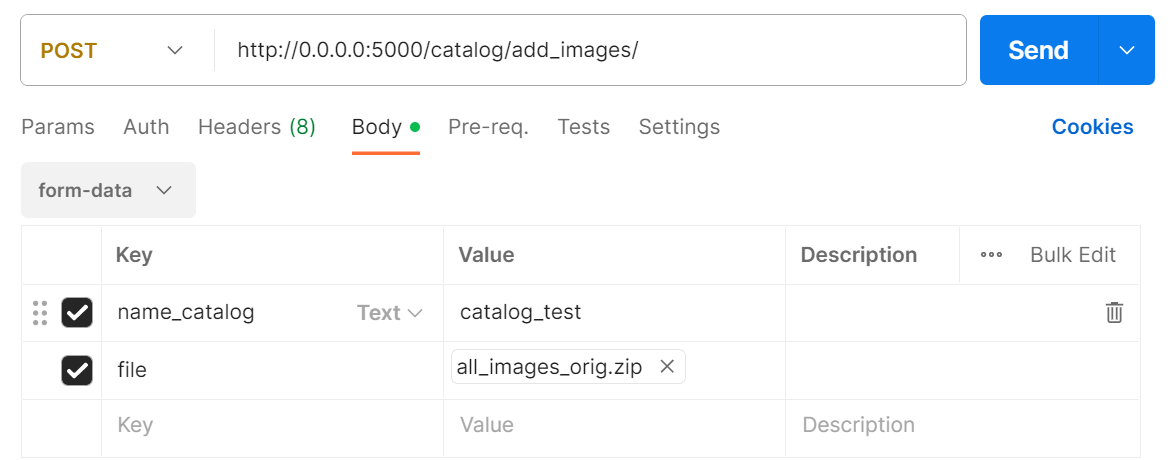 POST http://0.0.0.0:5000/catalog/add_images/ Send
Params Auth Headers (8) Body Pre-req. Tests Settings Cookies
form-data
Key Value Description Bulk Edit
name_catalog Text catalog_test
file all_images_orig.zip
Key Value Description